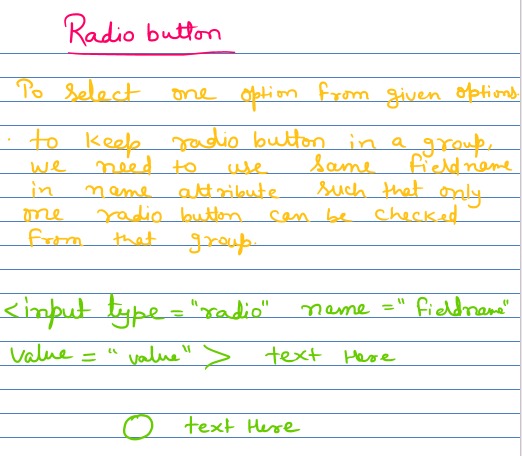 Radio button
To select one option from given options
. to keep radio button in a group,
we need to use same fieldname
in name attribute such that only
one radio button can be checked
from that group.
<input type = "radio" name = "fieldname"
value = "value" > text Here
text Here